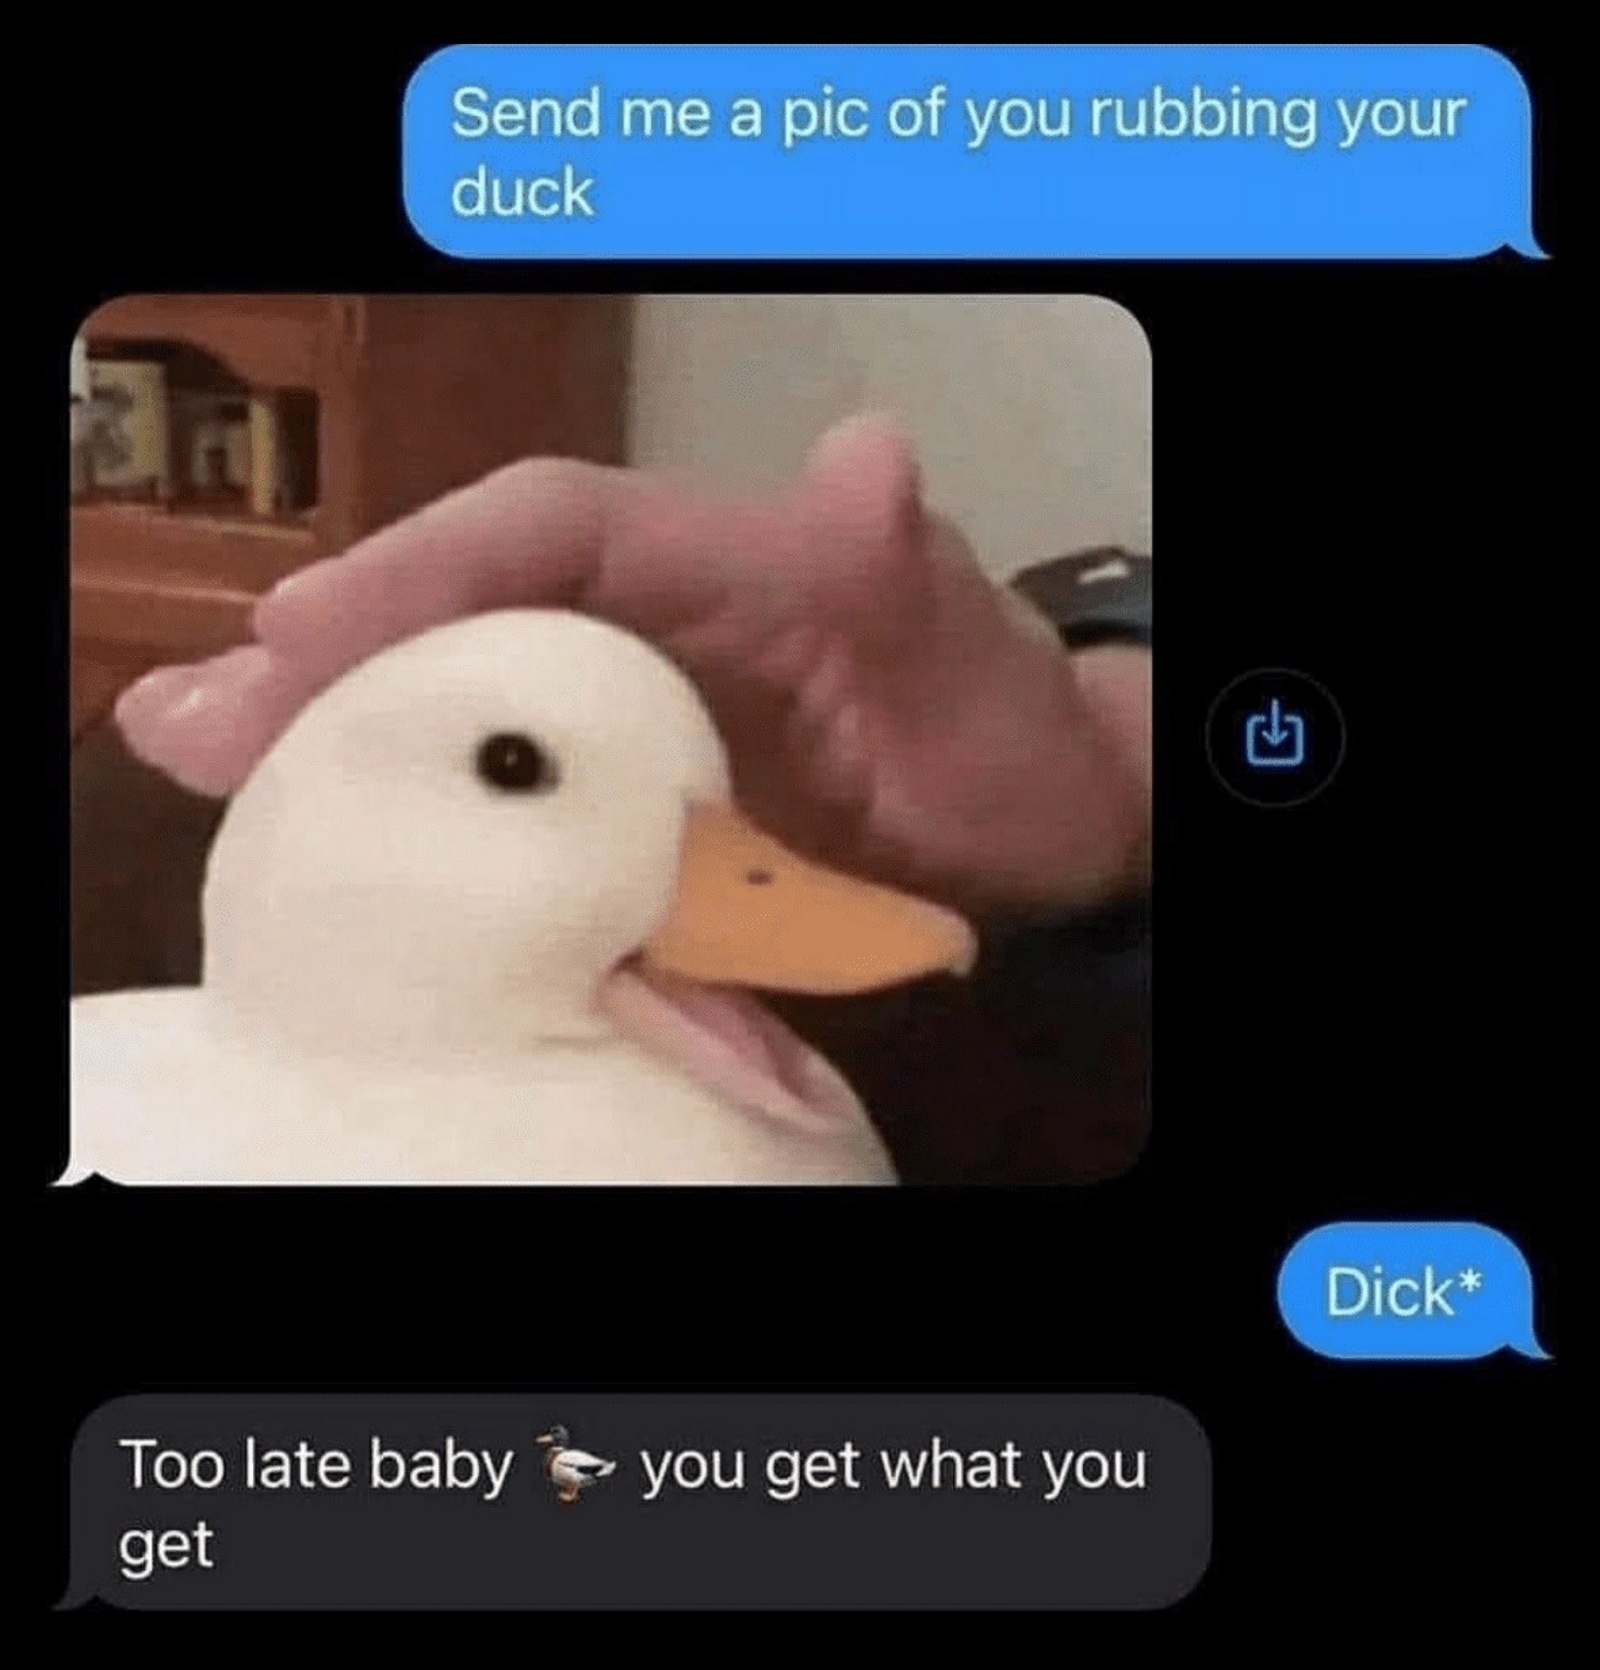 Send me a pic of you rubbing your
duck
Dick*
Too late baby 🦆 you get what you
get